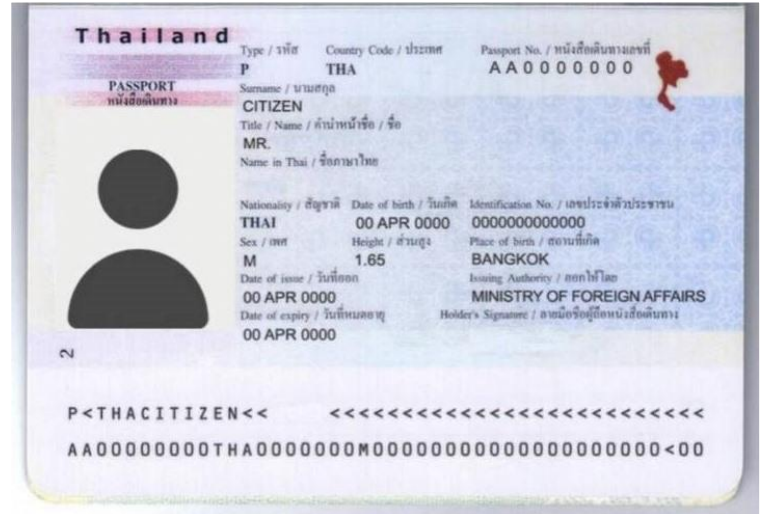 Thailand
PASSPORT
หนังสือเดินทาง
Type / รหัส Country Code / ประเทศ Passport No. / หนังสือเดินทางเลขที่
P THA AA0000000
Surname / นามสกุล
CITIZEN
Title / Name / คำนำหน้าชื่อ / ชื่อ
MR.
Name in Thai / ชื่อภาษาไทย
Nationality / สัญชาติ Date of birth / วันเกิด Identification No. / เลขประจำตัวประชาชน
THAI 00 APR 0000 0000000000000
Sex / เพศ Height / ส่วนสูง Place of birth / สถานที่เกิด
M 1.65 BANGKOK
Date of issue / วันที่ออก Issuing Authority / ออกให้โดย
00 APR 0000 MINISTRY OF FOREIGN AFFAIRS
Date of expiry / วันที่หมดอายุ Holder's Signature / ลายมือชื่อผู้ถือหนังสือเดินทาง
00 APR 0000
2
P<THACITIZEN<< <<<<<<<<<<<<<<<<<<<<<<<<<<<
AA00000000THA0000000M00000000000000000000<00